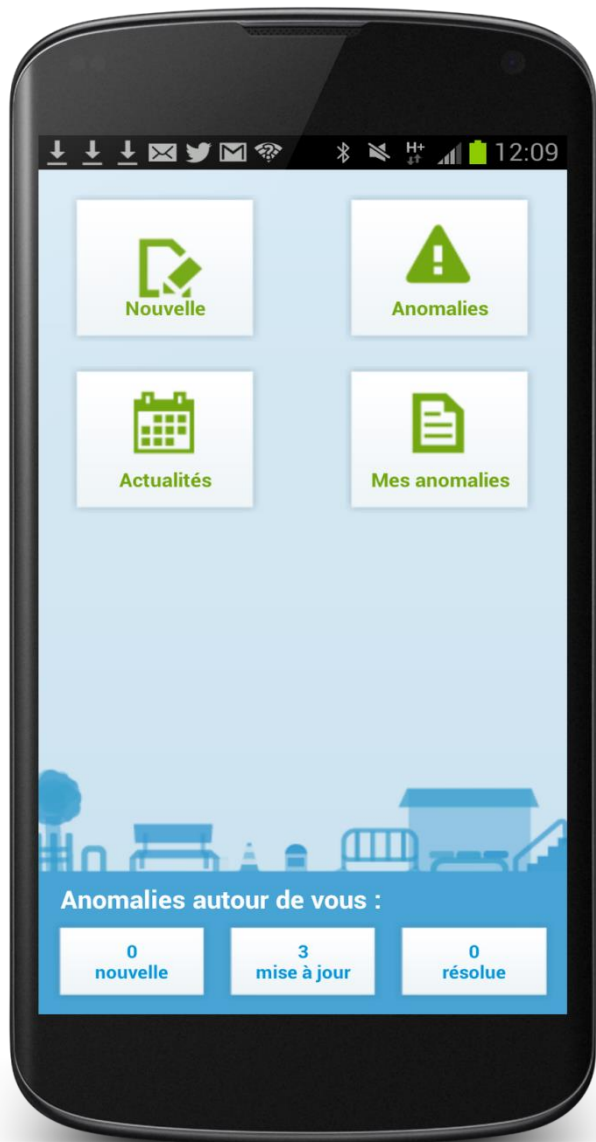 H+
12:09
Nouvelle
Anomalies
Actualités
Mes anomalies
Anomalies autour de vous :
0
nouvelle
3
mise à jour
0
résolue